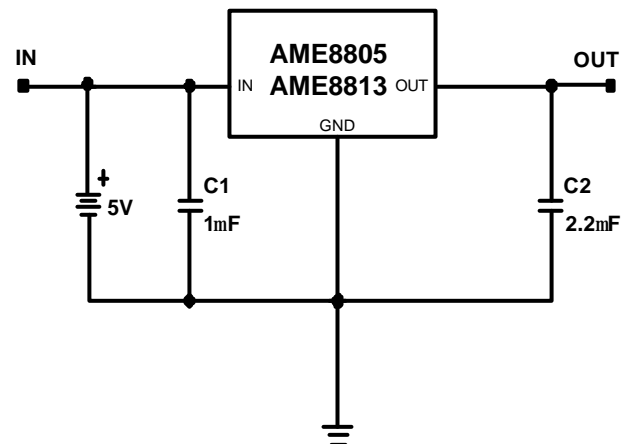 IN
AME8805
AME8813
OUT
IN
OUT
GND
+
5V
C1
1mF
C2
2.2mF